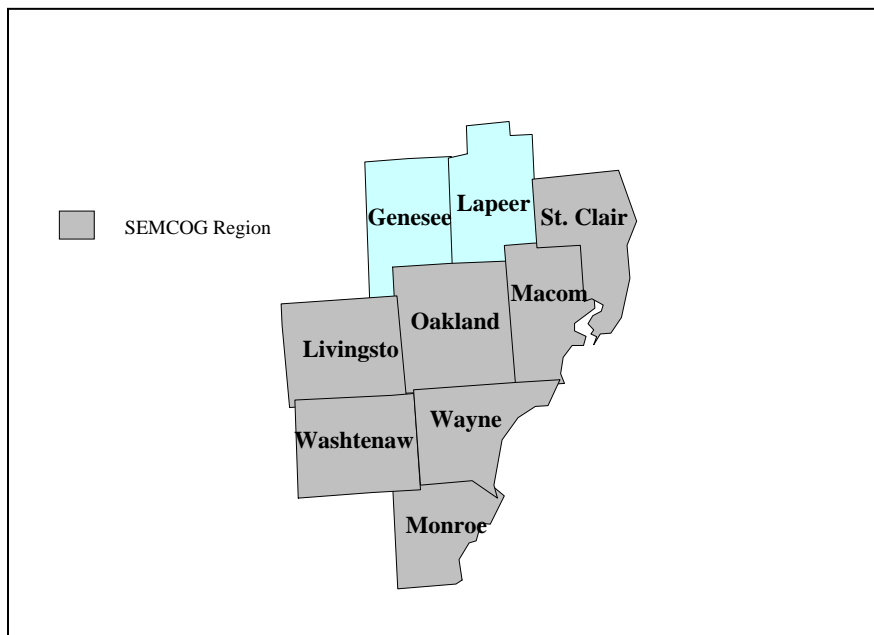 Lapeer
Genesee
St. Clair
SEMCOG Region
Macom
Oakland
Livingsto
Wayne
Washtenaw
Monroe